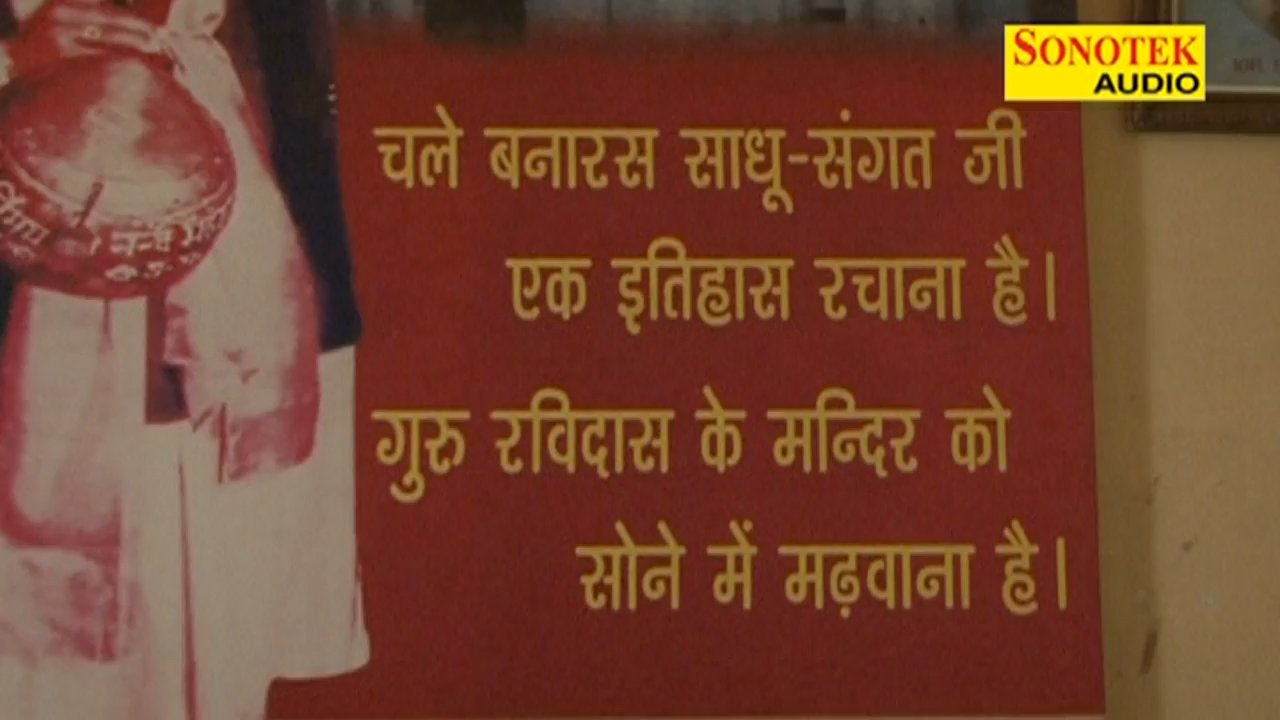 SONOTEK
AUDIO
चले बनारस साधू-संगत जी
एक इतिहास रचाना है।
गुरु रविदास के मन्दिर को
सोने में मढ़वाना है।